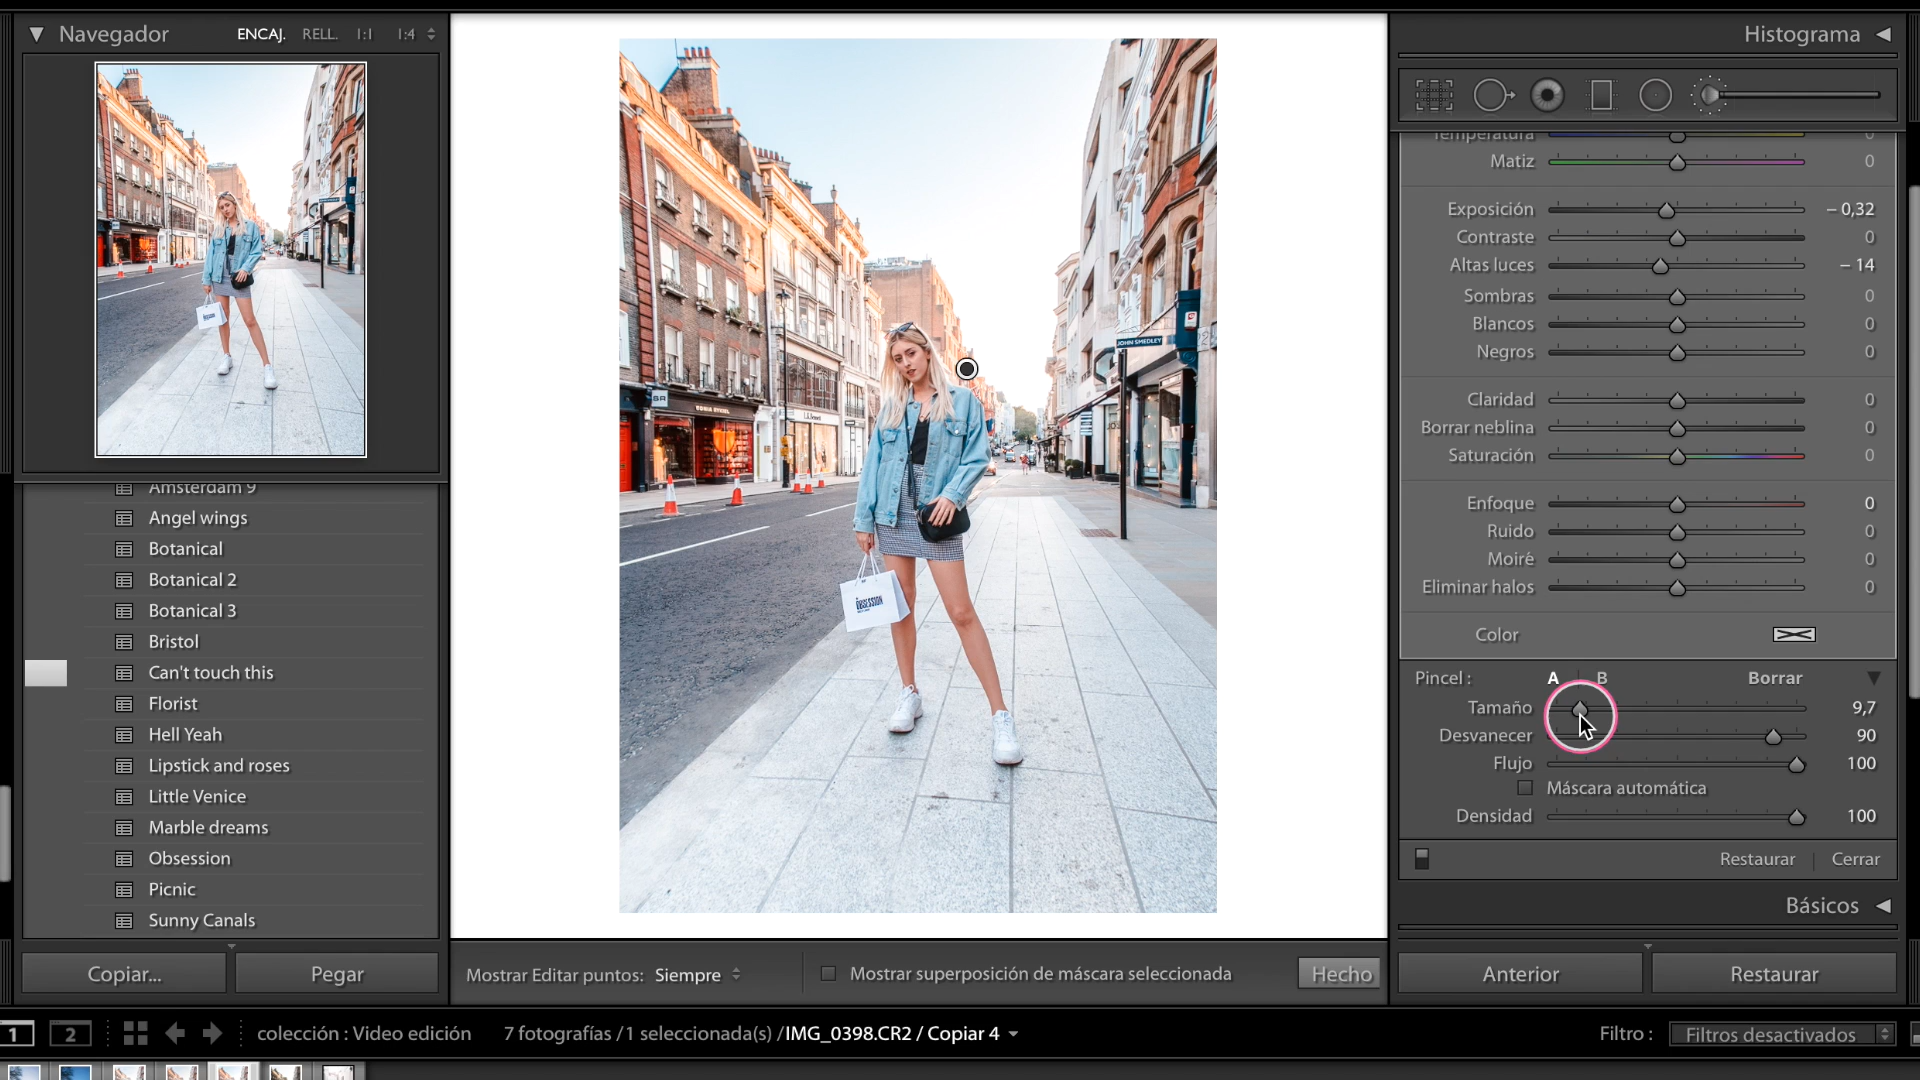 Navegador ENCAJ. RELL. 1:1 1:4
Histograma
Amsterdam 9
Angel wings
Botanical
Botanical 2
Botanical 3
Bristol
Can't touch this
Florist
Hell Yeah
Lipstick and roses
Little Venice
Marble dreams
Obsession
Picnic
Sunny Canals
Copiar... Pegar
JOHN SMEDLEY
OBSESSION
Mostrar Editar puntos: Siempre Mostrar superposición de máscara seleccionada Hecho
Temperatura 0
Matiz 0
Exposición – 0,32
Contraste 0
Altas luces – 14
Sombras 0
Blancos 0
Negros 0
Claridad 0
Borrar neblina 0
Saturación 0
Enfoque 0
Ruido 0
Moiré 0
Eliminar halos 0
Color
Pincel : A B Borrar
Tamaño 9,7
Desvanecer 90
Flujo 100
Máscara automática
Densidad 100
Restaurar Cerrar
Básicos
Anterior Restaurar
1 2 colección : Video edición 7 fotografías /1 seleccionada(s) /IMG_0398.CR2 / Copiar 4 Filtro : Filtros desactivados